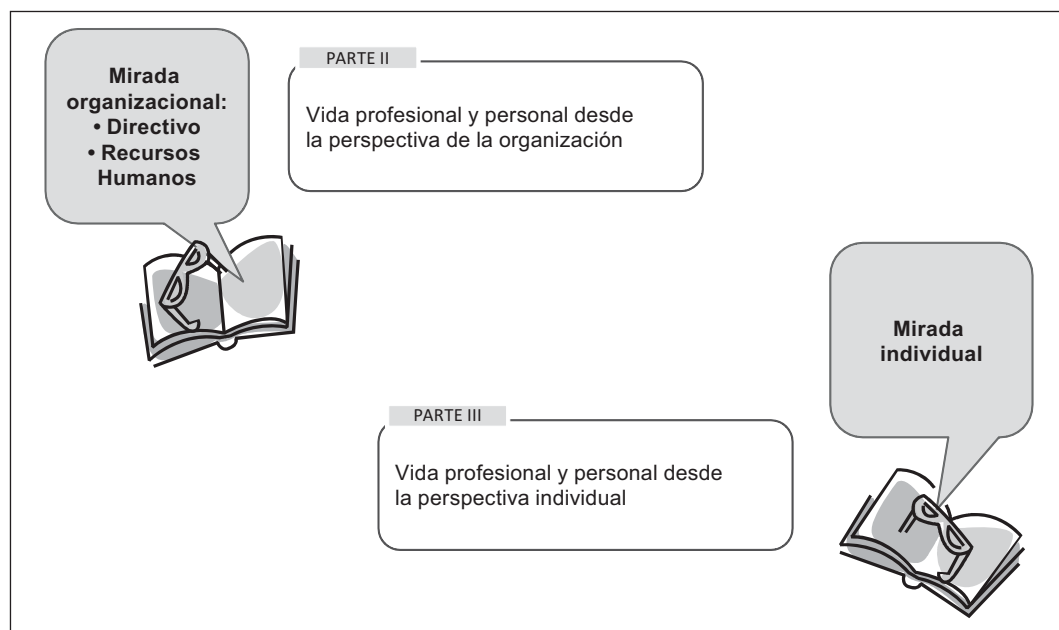 Mirada
organizacional:
• Directivo
• Recursos
Humanos
PARTE II
Vida profesional y personal desde
la perspectiva de la organización
Mirada
individual
PARTE III
Vida profesional y personal desde
la perspectiva individual